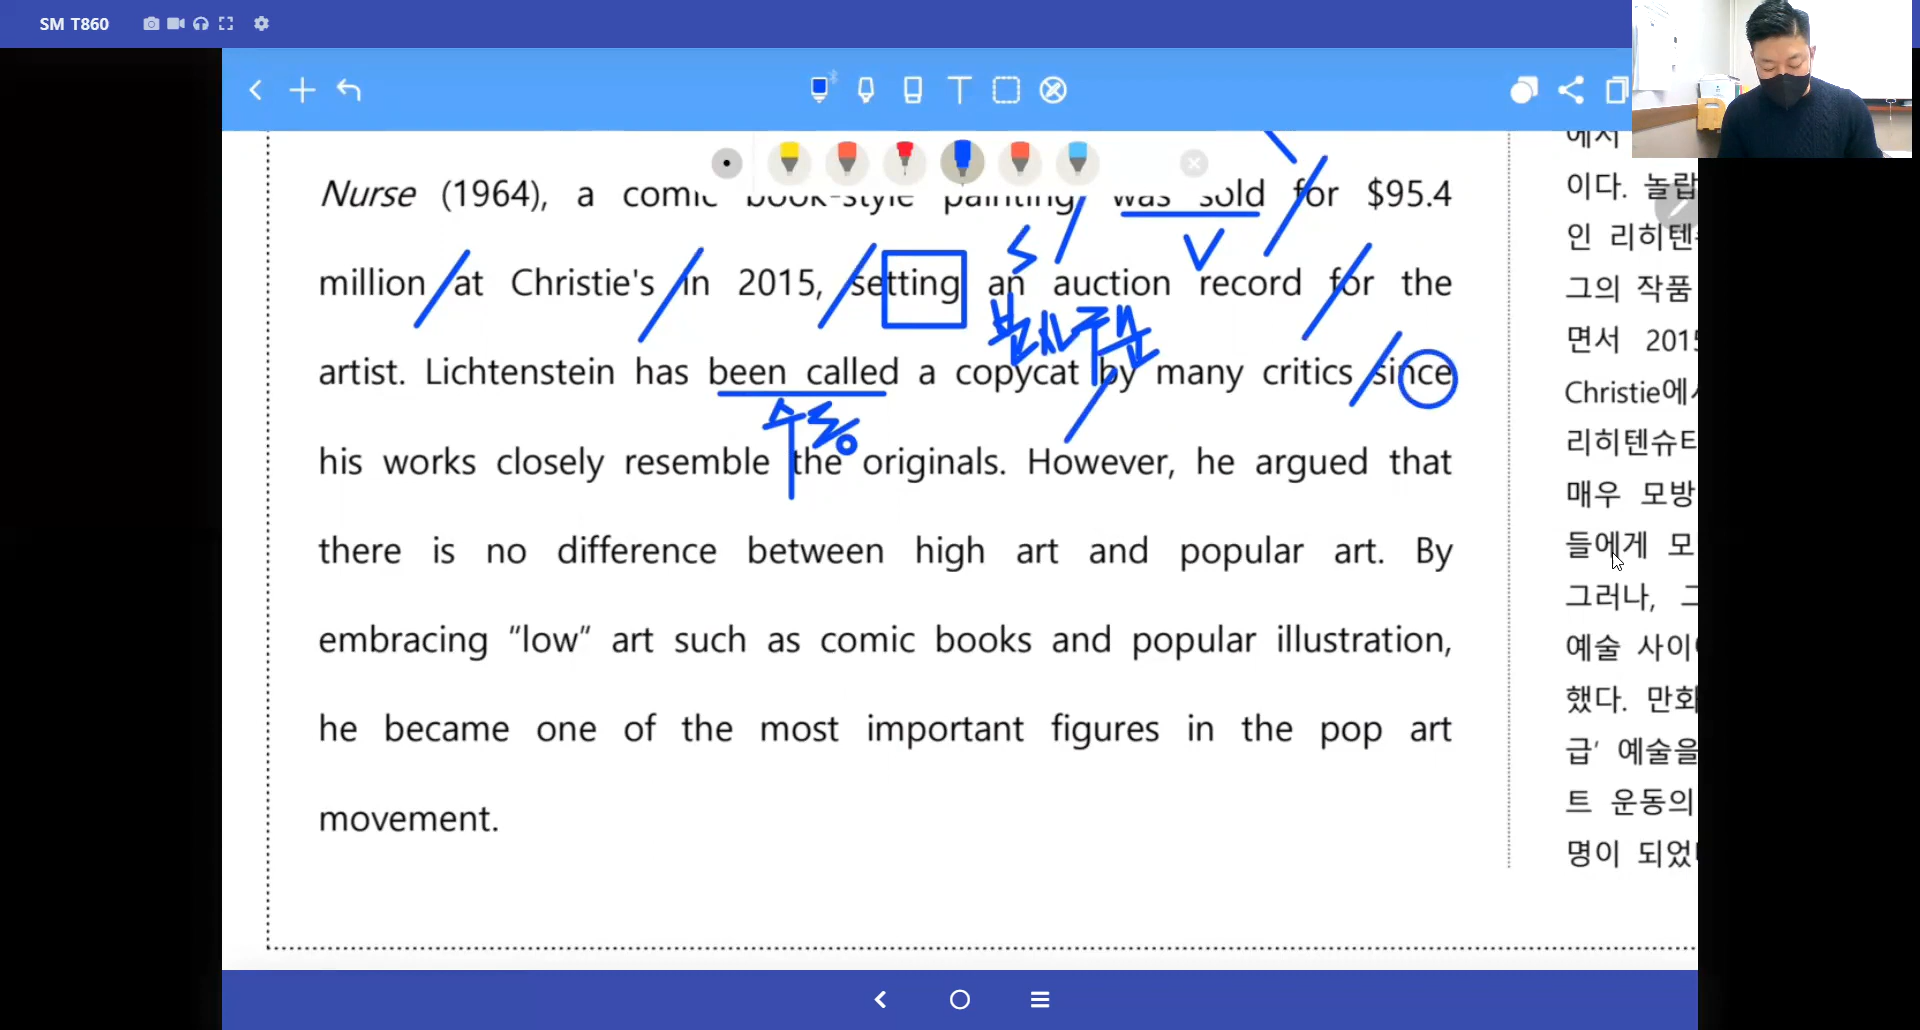 SM T860
Nurse (1964), a comic book-style painting, was sold for $95.4
million at Christie's in 2015, setting an auction record for the
artist. Lichtenstein has been called a copycat by many critics since
his works closely resemble the originals. However, he argued that
there is no difference between high art and popular art. By
embracing “low” art such as comic books and popular illustration,
he became one of the most important figures in the pop art
movement.
S
V
분사구문
수동
에서
이다. 놀랍
인 리히텐슈
그의 작품
면서 2015
Christie에서
리히텐슈타
매우 모방
들에게 모
그러나, 그
예술 사이에
했다. 만화
급’ 예술을
트 운동의
명이 되었다